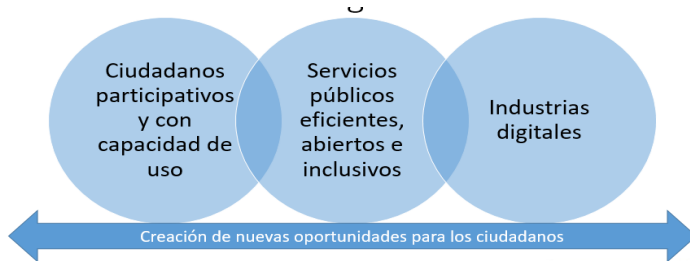 Ciudadanos
participativos
y con
capacidad de
uso
Servicios
públicos
eficientes,
abiertos e
inclusivos
Industrias
digitales
Creación de nuevas oportunidades para los ciudadanos